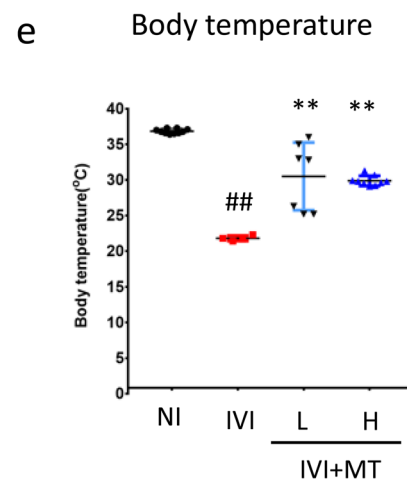 e
Body temperature
Body temperature(°C)
40
35
30
25
20
15
10
5
0
##
**
**
NI IVI L H
IVI+MT